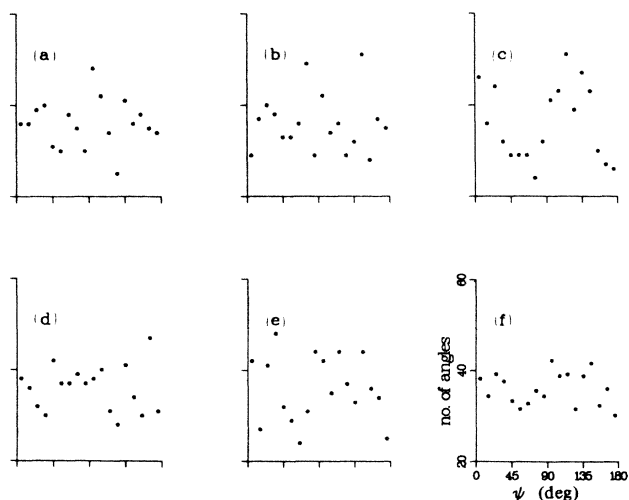 (a)
(b)
(c)
(d)
(e)
(f)
60
40
20
no. of angles
0 45 90 135 180
ψ (deg)